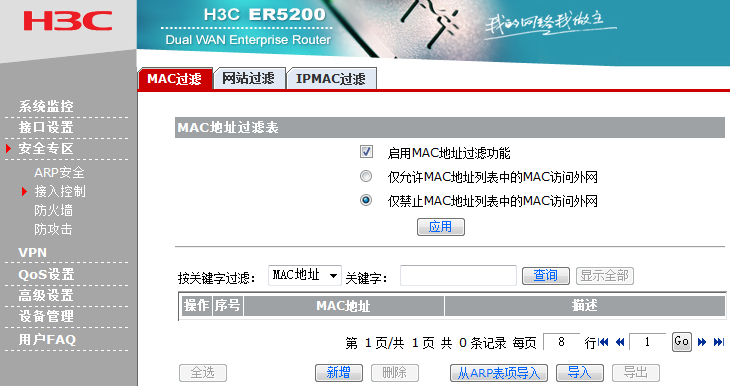 H3C
H3C ER5200
Dual WAN Enterprise Router
我的网络我做主
MAC过滤 网站过滤 IPMAC过滤
系统监控
接口设置
安全专区
ARP安全
接入控制
防火墙
防攻击
VPN
QoS设置
高级设置
设备管理
用户FAQ
MAC地址过滤表
启用MAC地址过滤功能
仅允许MAC地址列表中的MAC访问外网
仅禁止MAC地址列表中的MAC访问外网
应用
按关键字过滤： MAC地址 关键字： 查询 显示全部
操作 序号 MAC地址 描述
第 1 页/共 1 页 共 0 条记录 每页 8 行 1 Go
全选 新增 删除 从ARP表项导入 导入 导出